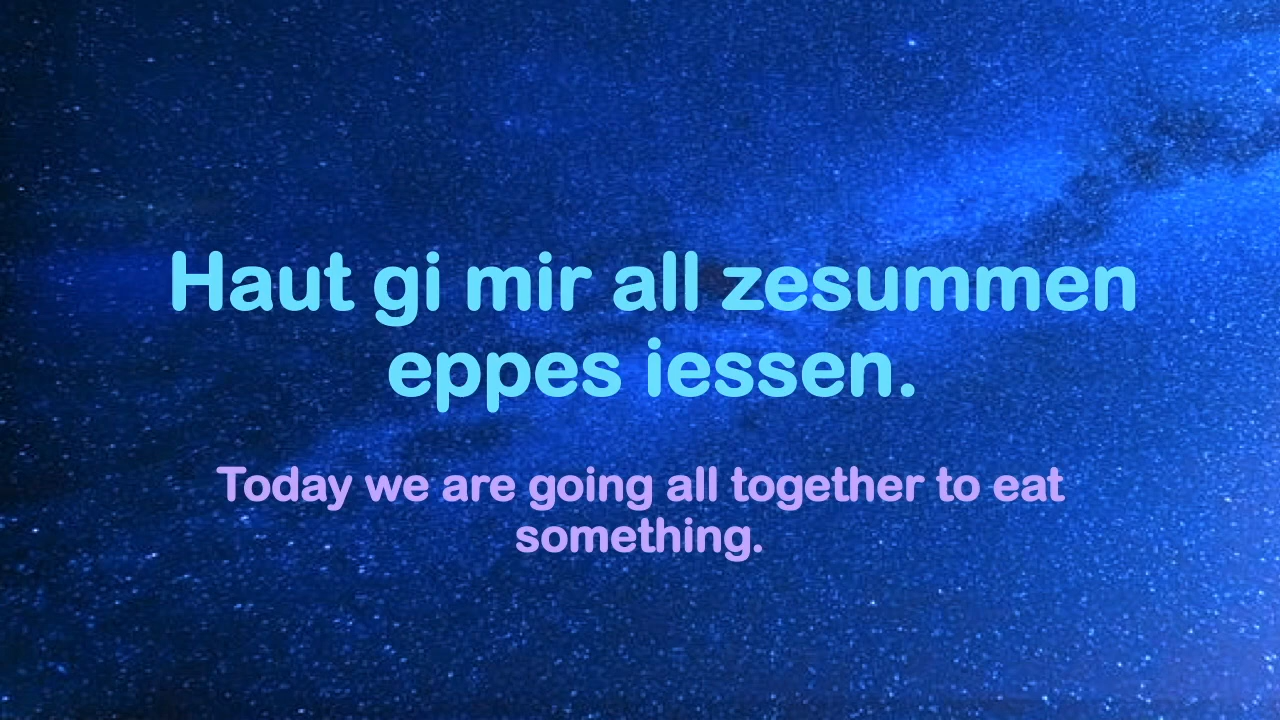 Haut gi mir all zesummen
eppes iessen.
Today we are going all together to eat
something.